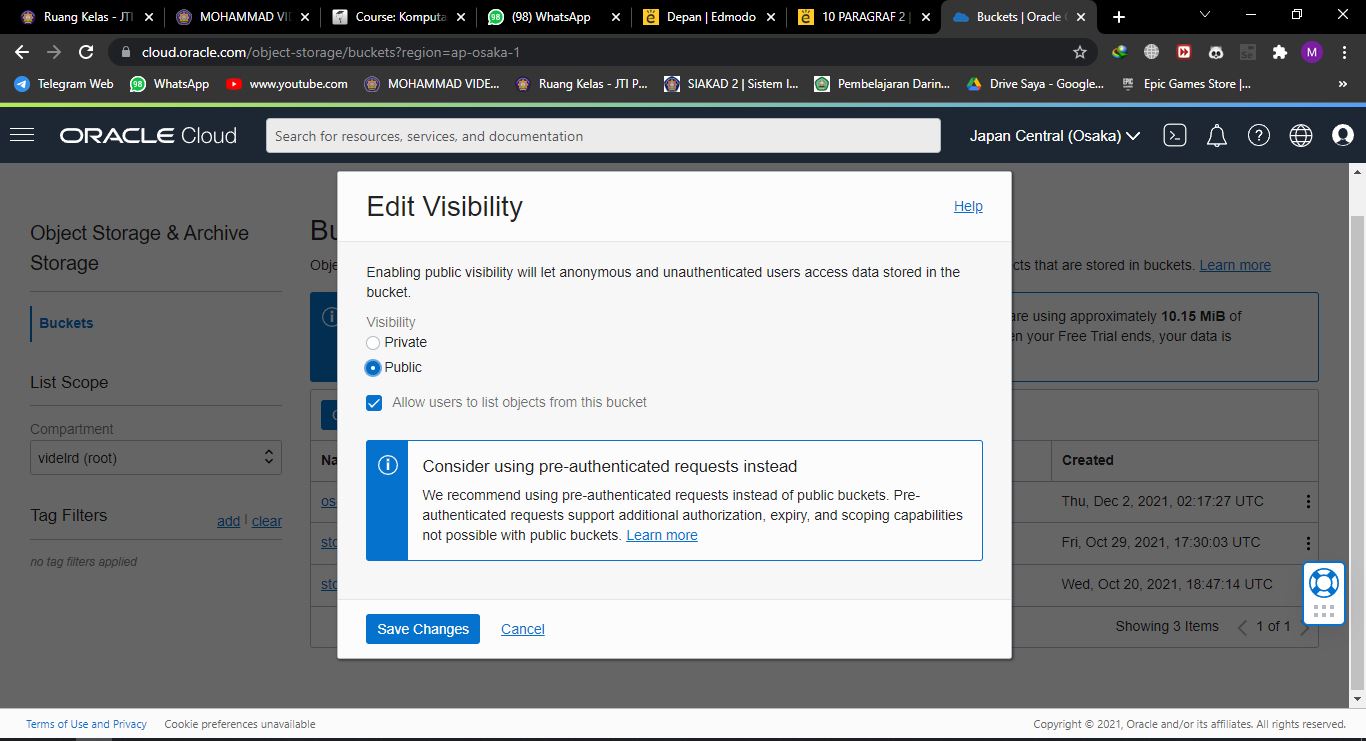 Ruang Kelas - JTI
MOHAMMAD VI
Course: Komputa
(98) WhatsApp
Depan | Edmodo
10 PARAGRAF 2 |
Buckets | Oracle
cloud.oracle.com/object-storage/buckets?region=ap-osaka-1
M
Telegram Web
98 WhatsApp
www.youtube.com
MOHAMMAD VIDE...
Ruang Kelas - JTI P...
SIAKAD 2 | Sistem I...
Pembelajaran Darin...
Drive Saya - Google...
Epic Games Store |...
»
ORACLE Cloud
Search for resources, services, and documentation
Japan Central (Osaka)
Edit Visibility
Help
Enabling public visibility will let anonymous and unauthenticated users access data stored in the
bucket.
Visibility
Private
Public
Allow users to list objects from this bucket
Consider using pre-authenticated requests instead
We recommend using pre-authenticated requests instead of public buckets. Pre-
authenticated requests support additional authorization, expiry, and scoping capabilities
not possible with public buckets. Learn more
Save Changes
Cancel
Object Storage & Archive
Storage
Buckets
List Scope
Compartment
videlrd (root)
Tag Filters
add | clear
no tag filters applied
Bu
Obje
cts that are stored in buckets. Learn more
are using approximately 10.15 MiB of
en your Free Trial ends, your data is
Na
Created
os
Thu, Dec 2, 2021, 02:17:27 UTC
sto
Fri, Oct 29, 2021, 17:30:03 UTC
sto
Wed, Oct 20, 2021, 18:47:14 UTC
Showing 3 Items
1 of 1
Terms of Use and Privacy
Cookie preferences unavailable
Copyright © 2021, Oracle and/or its affiliates. All rights reserved.